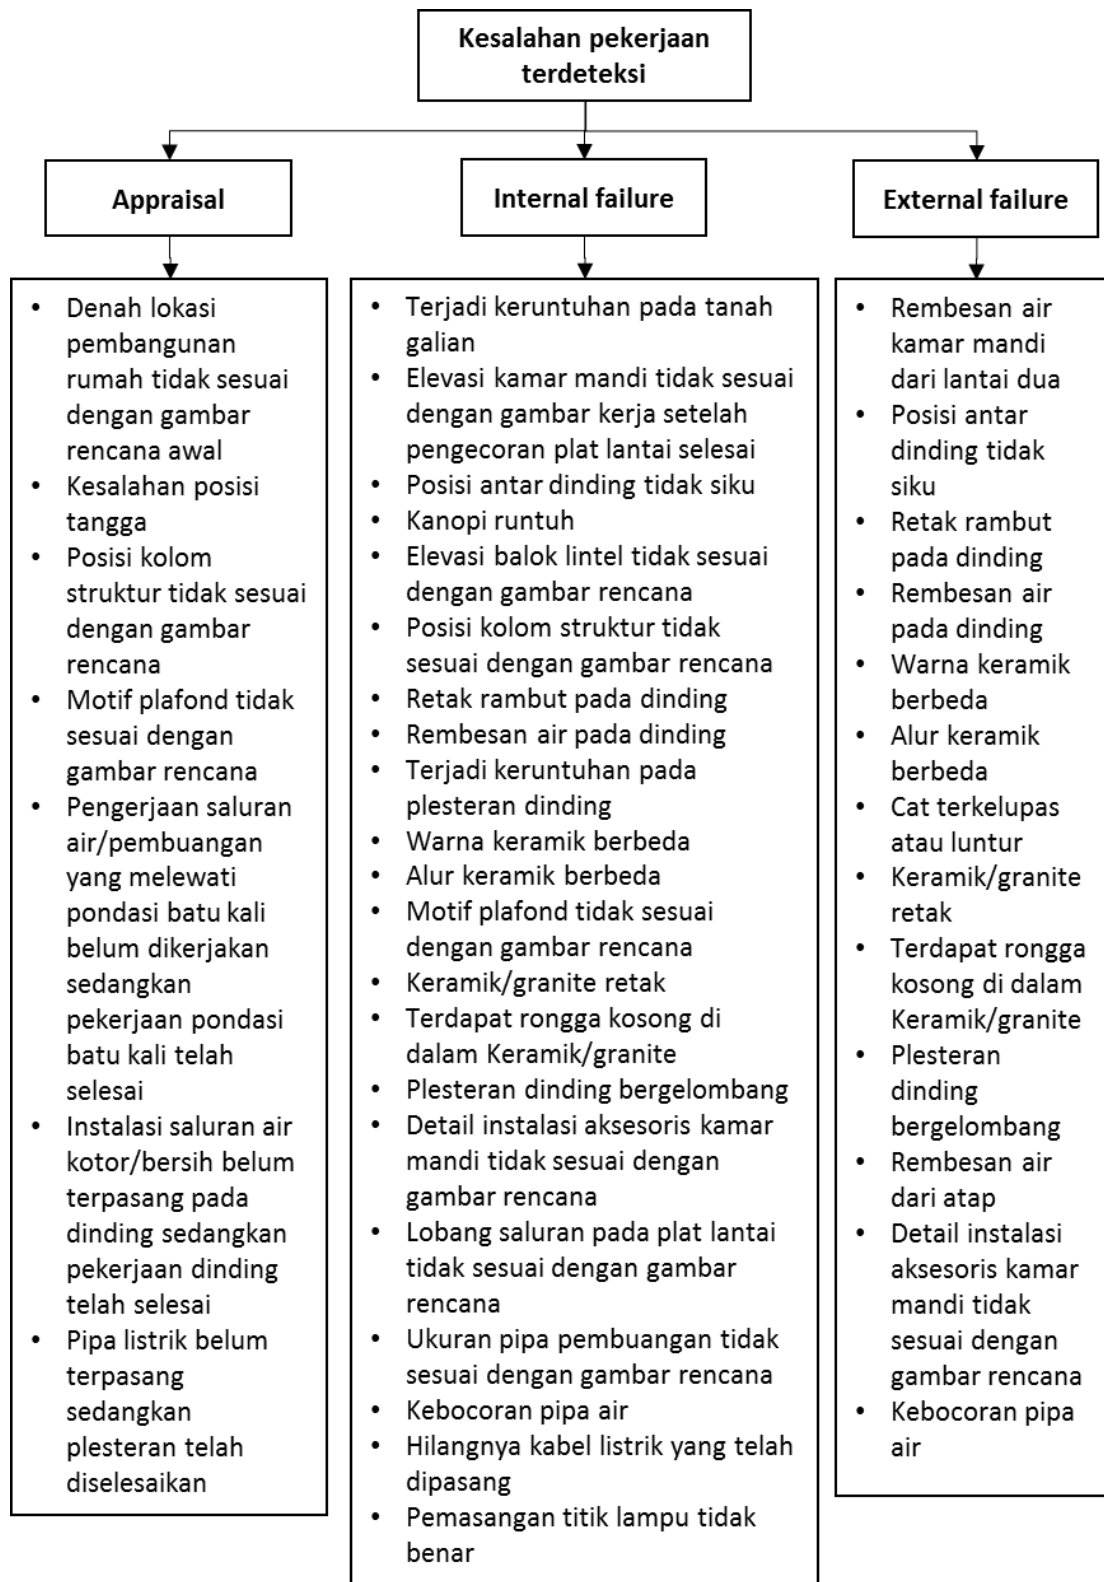 Kesalahan pekerjaan
terdeteksi
Appraisal
Internal failure
External failure
• Denah lokasi
pembangunan
rumah tidak sesuai
dengan gambar
rencana awal
• Kesalahan posisi
tangga
• Posisi kolom
struktur tidak sesuai
dengan gambar
rencana
• Motif plafond tidak
sesuai dengan
gambar rencana
• Pengerjaan saluran
air/pembuangan
yang melewati
pondasi batu kali
belum dikerjakan
sedangkan
pekerjaan pondasi
batu kali telah
selesai
• Instalasi saluran air
kotor/bersih belum
terpasang pada
dinding sedangkan
pekerjaan dinding
telah selesai
• Pipa listrik belum
terpasang
sedangkan
plesteran telah
diselesaikan
• Terjadi keruntuhan pada tanah
galian
• Elevasi kamar mandi tidak sesuai
dengan gambar kerja setelah
pengecoran plat lantai selesai
• Posisi antar dinding tidak siku
• Kanopi runtuh
• Elevasi balok lintel tidak sesuai
dengan gambar rencana
• Posisi kolom struktur tidak
sesuai dengan gambar rencana
• Retak rambut pada dinding
• Rembesan air pada dinding
• Terjadi keruntuhan pada
plesteran dinding
• Warna keramik berbeda
• Alur keramik berbeda
• Motif plafond tidak sesuai
dengan gambar rencana
• Keramik/granite retak
• Terdapat rongga kosong di
dalam Keramik/granite
• Plesteran dinding bergelombang
• Detail instalasi aksesoris kamar
mandi tidak sesuai dengan
gambar rencana
• Lobang saluran pada plat lantai
tidak sesuai dengan gambar
rencana
• Ukuran pipa pembuangan tidak
sesuai dengan gambar rencana
• Kebocoran pipa air
• Hilangnya kabel listrik yang telah
dipasang
• Pemasangan titik lampu tidak
benar
• Rembesan air
kamar mandi
dari lantai dua
• Posisi antar
dinding tidak
siku
• Retak rambut
pada dinding
• Rembesan air
pada dinding
• Warna keramik
berbeda
• Alur keramik
berbeda
• Cat terkelupas
atau luntur
• Keramik/granite
retak
• Terdapat rongga
kosong di dalam
Keramik/granite
• Plesteran
dinding
bergelombang
• Rembesan air
dari atap
• Detail instalasi
aksesoris kamar
mandi tidak
sesuai dengan
gambar rencana
• Kebocoran pipa
air